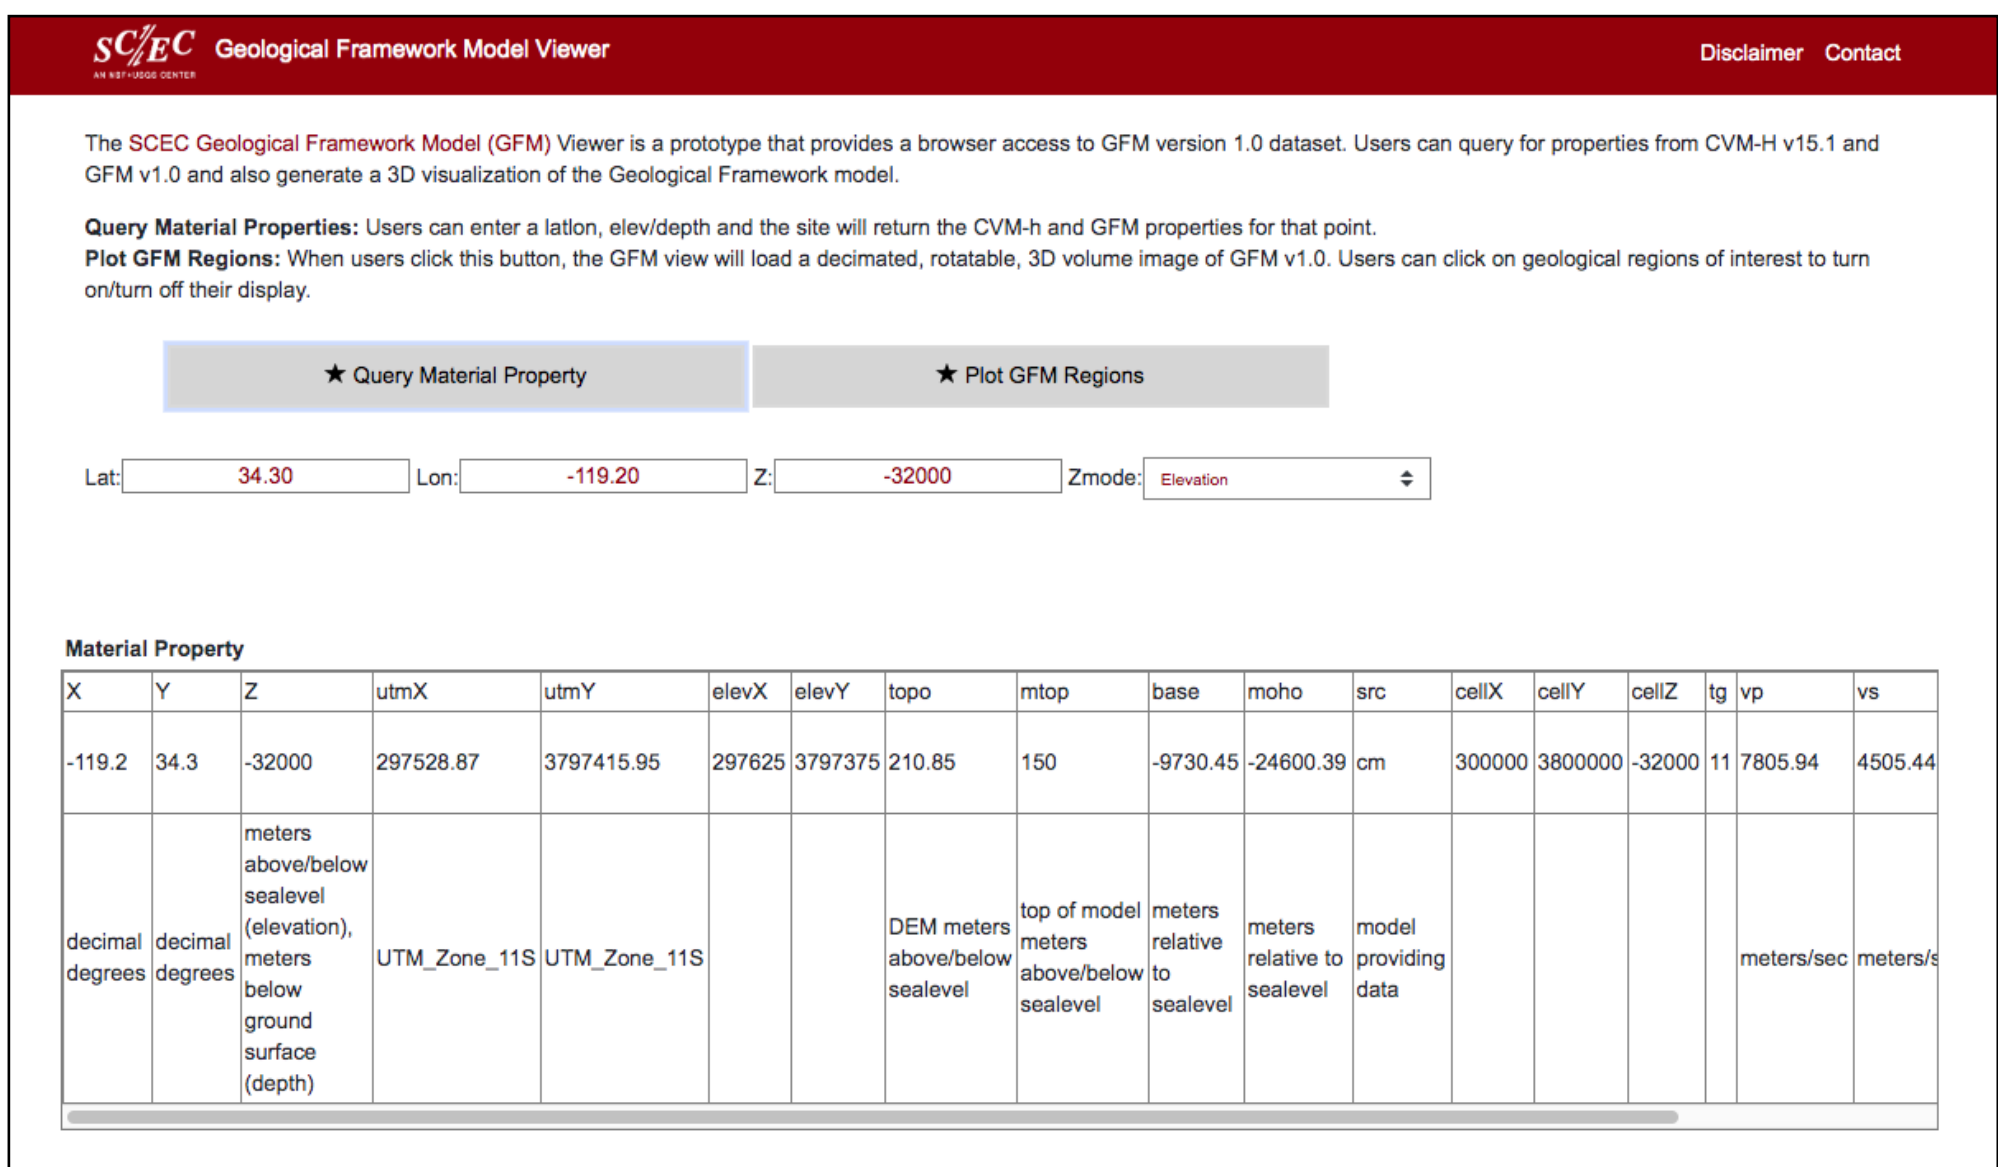 SC//EC Geological Framework Model Viewer Disclaimer Contact
AN NSF+USGS CENTER
The SCEC Geological Framework Model (GFM) Viewer is a prototype that provides a browser access to GFM version 1.0 dataset. Users can query for properties from CVM-H v15.1 and
GFM v1.0 and also generate a 3D visualization of the Geological Framework model.
Query Material Properties: Users can enter a latlon, elev/depth and the site will return the CVM-h and GFM properties for that point.
Plot GFM Regions: When users click this button, the GFM view will load a decimated, rotatable, 3D volume image of GFM v1.0. Users can click on geological regions of interest to turn
on/turn off their display.
★ Query Material Property ★ Plot GFM Regions
Lat: 34.30 Lon: -119.20 Z: -32000 Zmode: Elevation
Material Property
X Y Z utmX utmY elevX elevY topo mtop base moho src cellX cellY cellZ tg vp vs
-119.2 34.3 -32000 297528.87 3797415.95 297625 3797375 210.85 150 -9730.45 -24600.39 cm 300000 3800000 -32000 11 7805.94 4505.44
decimal
degrees
decimal
degrees
meters
above/below
sealevel
(elevation),
meters
below
ground
surface
(depth)
UTM_Zone_11S
UTM_Zone_11S
DEM meters
above/below
sealevel
top of model
meters
above/below
sealevel
meters
relative
to
sealevel
meters
relative to
sealevel
model
providing
data
meters/sec
meters/s